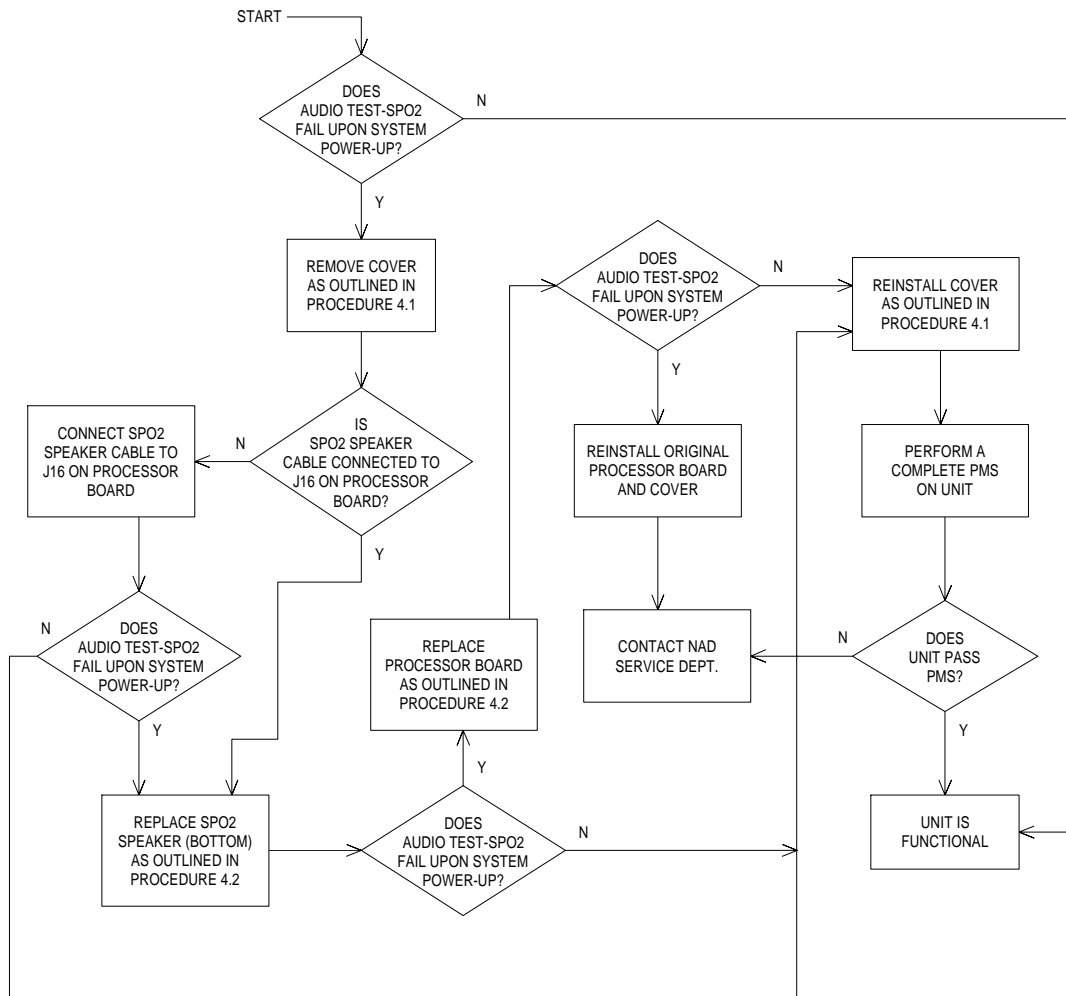 START
DOES
AUDIO TEST-SPO2
FAIL UPON SYSTEM
POWER-UP?
N
Y
REMOVE COVER
AS OUTLINED IN
PROCEDURE 4.1
IS
SPO2 SPEAKER
CABLE CONNECTED TO
J16 ON PROCESSOR
BOARD?
N
Y
CONNECT SPO2
SPEAKER CABLE TO
J16 ON PROCESSOR
BOARD
DOES
AUDIO TEST-SPO2
FAIL UPON SYSTEM
POWER-UP?
N
Y
REPLACE SPO2
SPEAKER (BOTTOM)
AS OUTLINED IN
PROCEDURE 4.2
DOES
AUDIO TEST-SPO2
FAIL UPON SYSTEM
POWER-UP?
N
Y
REPLACE
PROCESSOR BOARD
AS OUTLINED IN
PROCEDURE 4.2
DOES
AUDIO TEST-SPO2
FAIL UPON SYSTEM
POWER-UP?
N
Y
REINSTALL ORIGINAL
PROCESSOR BOARD
AND COVER
CONTACT NAD
SERVICE DEPT.
REINSTALL COVER
AS OUTLINED IN
PROCEDURE 4.1
PERFORM A
COMPLETE PMS
ON UNIT
DOES
UNIT PASS
PMS?
N
Y
UNIT IS
FUNCTIONAL